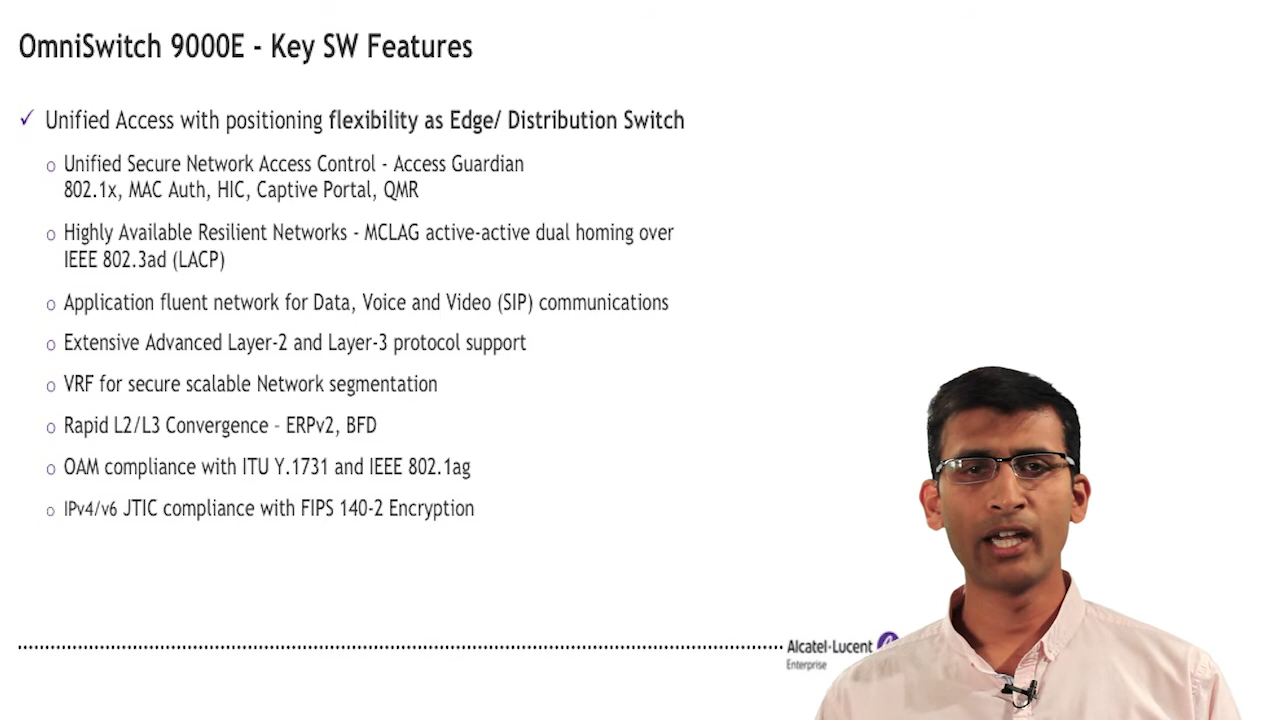 OmniSwitch 9000E - Key SW Features
✓ Unified Access with positioning flexibility as Edge/ Distribution Switch
o Unified Secure Network Access Control - Access Guardian
802.1x, MAC Auth, HIC, Captive Portal, QMR
o Highly Available Resilient Networks - MCLAG active-active dual homing over
IEEE 802.3ad (LACP)
o Application fluent network for Data, Voice and Video (SIP) communications
o Extensive Advanced Layer-2 and Layer-3 protocol support
o VRF for secure scalable Network segmentation
o Rapid L2/L3 Convergence – ERPv2, BFD
o OAM compliance with ITU Y.1731 and IEEE 802.1ag
o IPv4/v6 JTIC compliance with FIPS 140-2 Encryption
Alcatel·Lucent
Enterprise